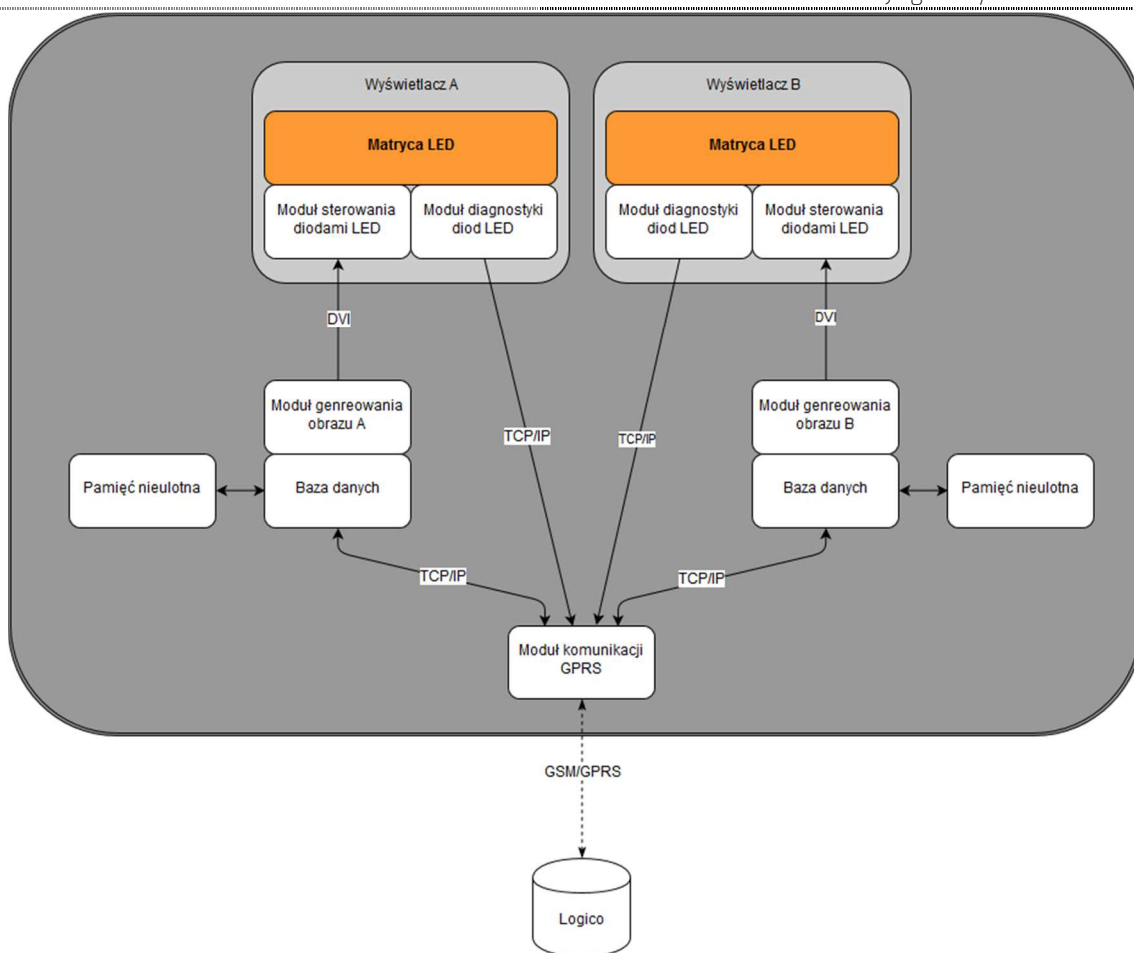 Wyświetlacz A
Wyświetlacz B
Matryca LED
Matryca LED
Moduł sterowania
diodami LED
Moduł diagnostyki
diod LED
Moduł diagnostyki
diod LED
Moduł sterowania
diodami LED
DVI
DVI
Moduł genreowania
obrazu A
Moduł genreowania
obrazu B
TCP/IP
TCP/IP
Pamięć nieulotna
Baza danych
Baza danych
Pamięć nieulotna
TCP/IP
TCP/IP
Moduł komunikacji
GPRS
GSM/GPRS
Logico